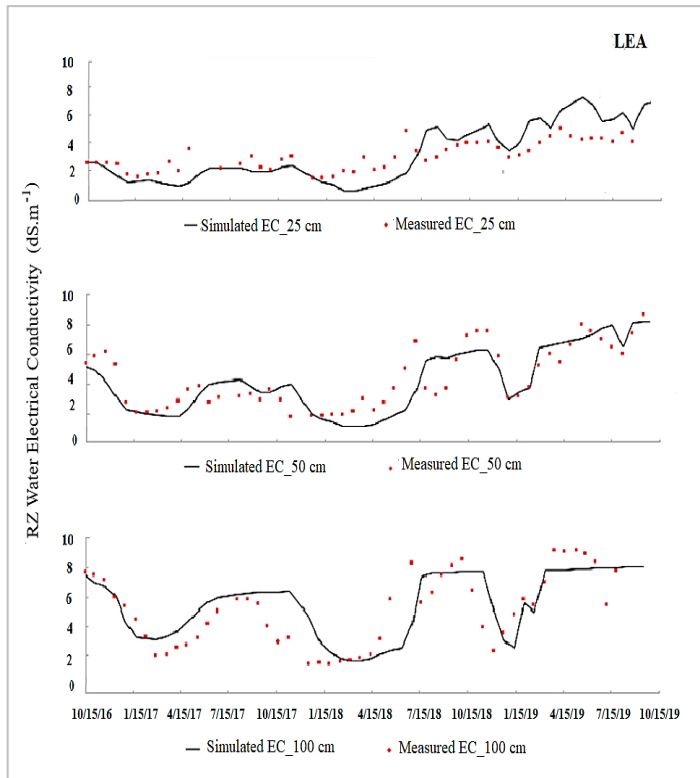 LEA
RZ Water Electrical Conductivity (dS.m⁻¹)
10
8
6
4
2
0
Simulated EC_25 cm
Measured EC_25 cm
10
8
6
4
2
0
Simulated EC_50 cm
Measured EC_50 cm
10
8
6
4
2
0
10/15/16 1/15/17 4/15/17 7/15/17 10/15/17 1/15/18 4/15/18 7/15/18 10/15/18 1/15/19 4/15/19 7/15/19 10/15/19
Simulated EC_100 cm
Measured EC_100 cm